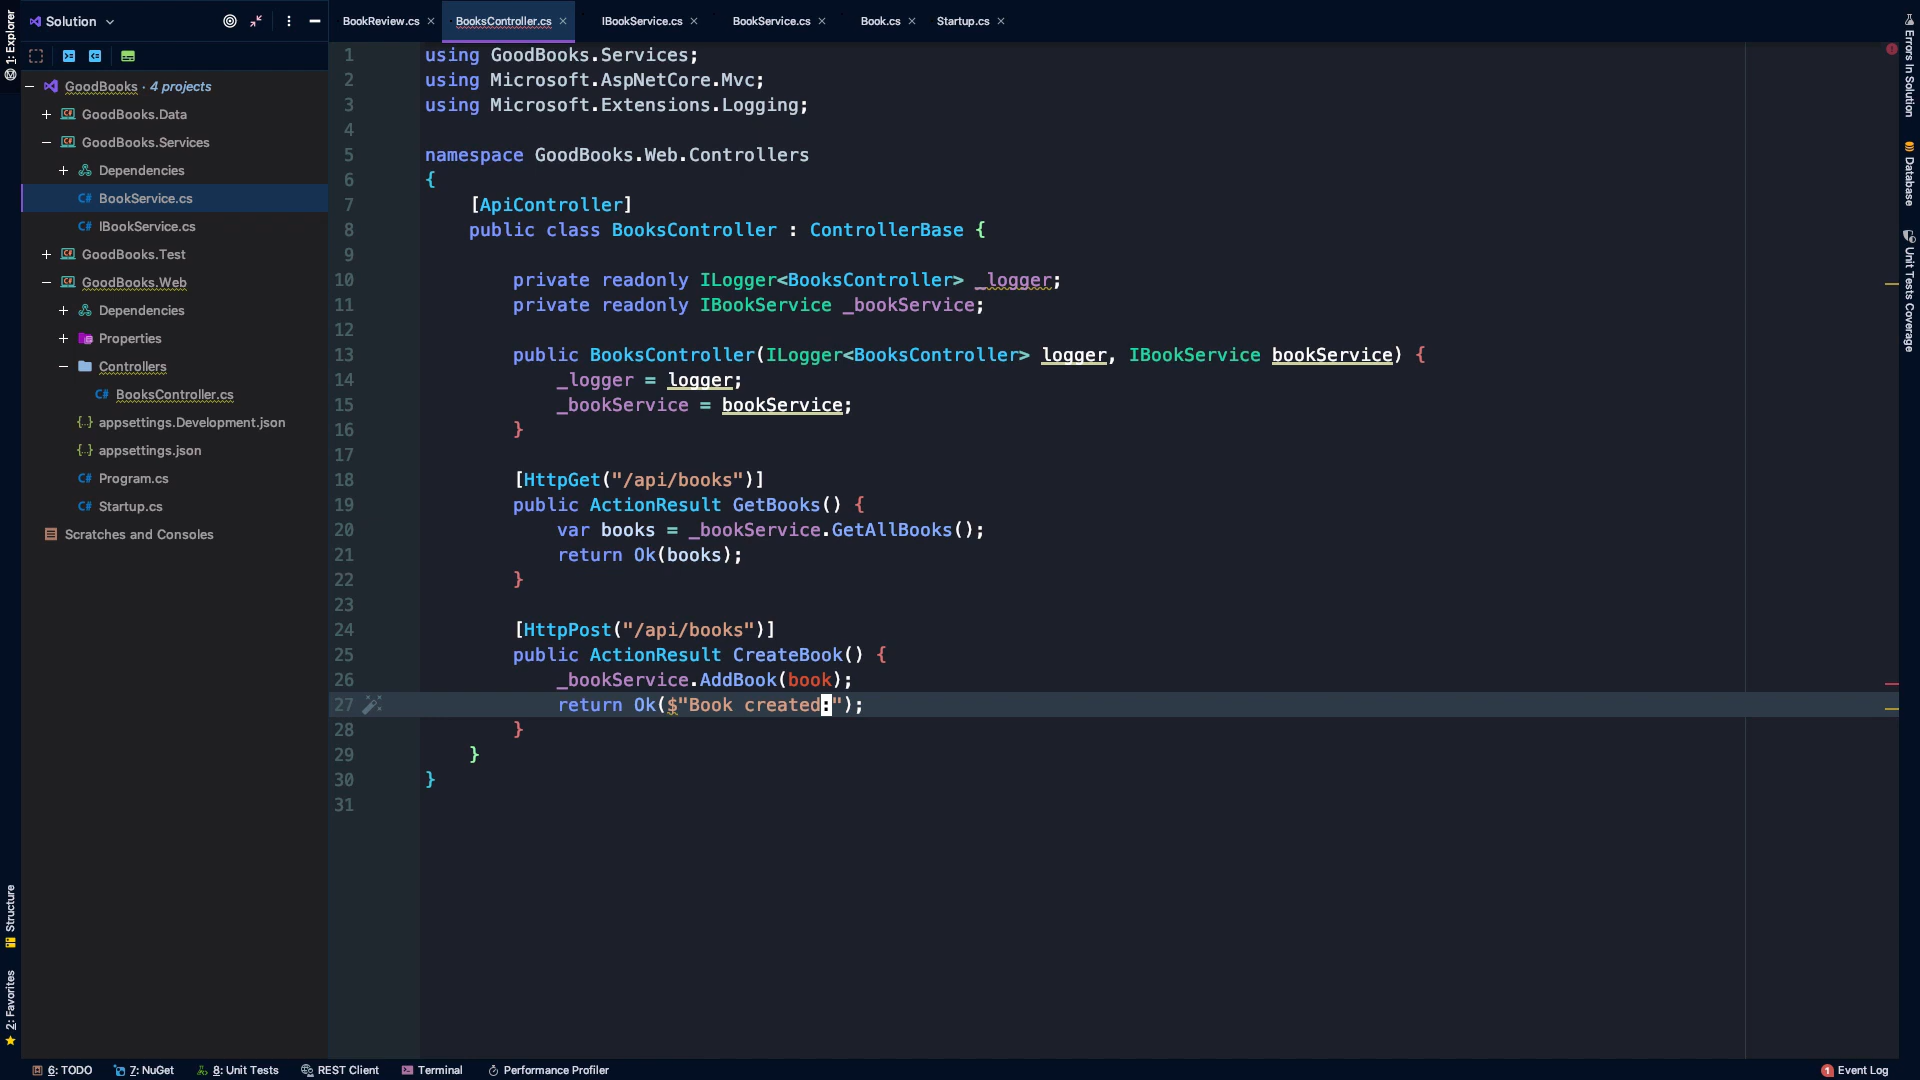 Solution
BookReview.cs
BooksController.cs
IBookService.cs
BookService.cs
Book.cs
Startup.cs
1: Explorer
GoodBooks · 4 projects
GoodBooks.Data
GoodBooks.Services
Dependencies
BookService.cs
IBookService.cs
GoodBooks.Test
GoodBooks.Web
Dependencies
Properties
Controllers
BooksController.cs
appsettings.Development.json
appsettings.json
Program.cs
Startup.cs
Scratches and Consoles
Structure
2: Favorites
1 using GoodBooks.Services;
2 using Microsoft.AspNetCore.Mvc;
3 using Microsoft.Extensions.Logging;
4
5 namespace GoodBooks.Web.Controllers
6 {
7 [ApiController]
8 public class BooksController : ControllerBase {
9
10 private readonly ILogger<BooksController> _logger;
11 private readonly IBookService _bookService;
12
13 public BooksController(ILogger<BooksController> logger, IBookService bookService) {
14 _logger = logger;
15 _bookService = bookService;
16 }
17
18 [HttpGet("/api/books")]
19 public ActionResult GetBooks() {
20 var books = _bookService.GetAllBooks();
21 return Ok(books);
22 }
23
24 [HttpPost("/api/books")]
25 public ActionResult CreateBook() {
26 _bookService.AddBook(book);
27 return Ok($"Book created:");
28 }
29 }
30 }
31
Errors In Solution
Database
Unit Tests Coverage
6: TODO
7: NuGet
8: Unit Tests
REST Client
Terminal
Performance Profiler
1 Event Log